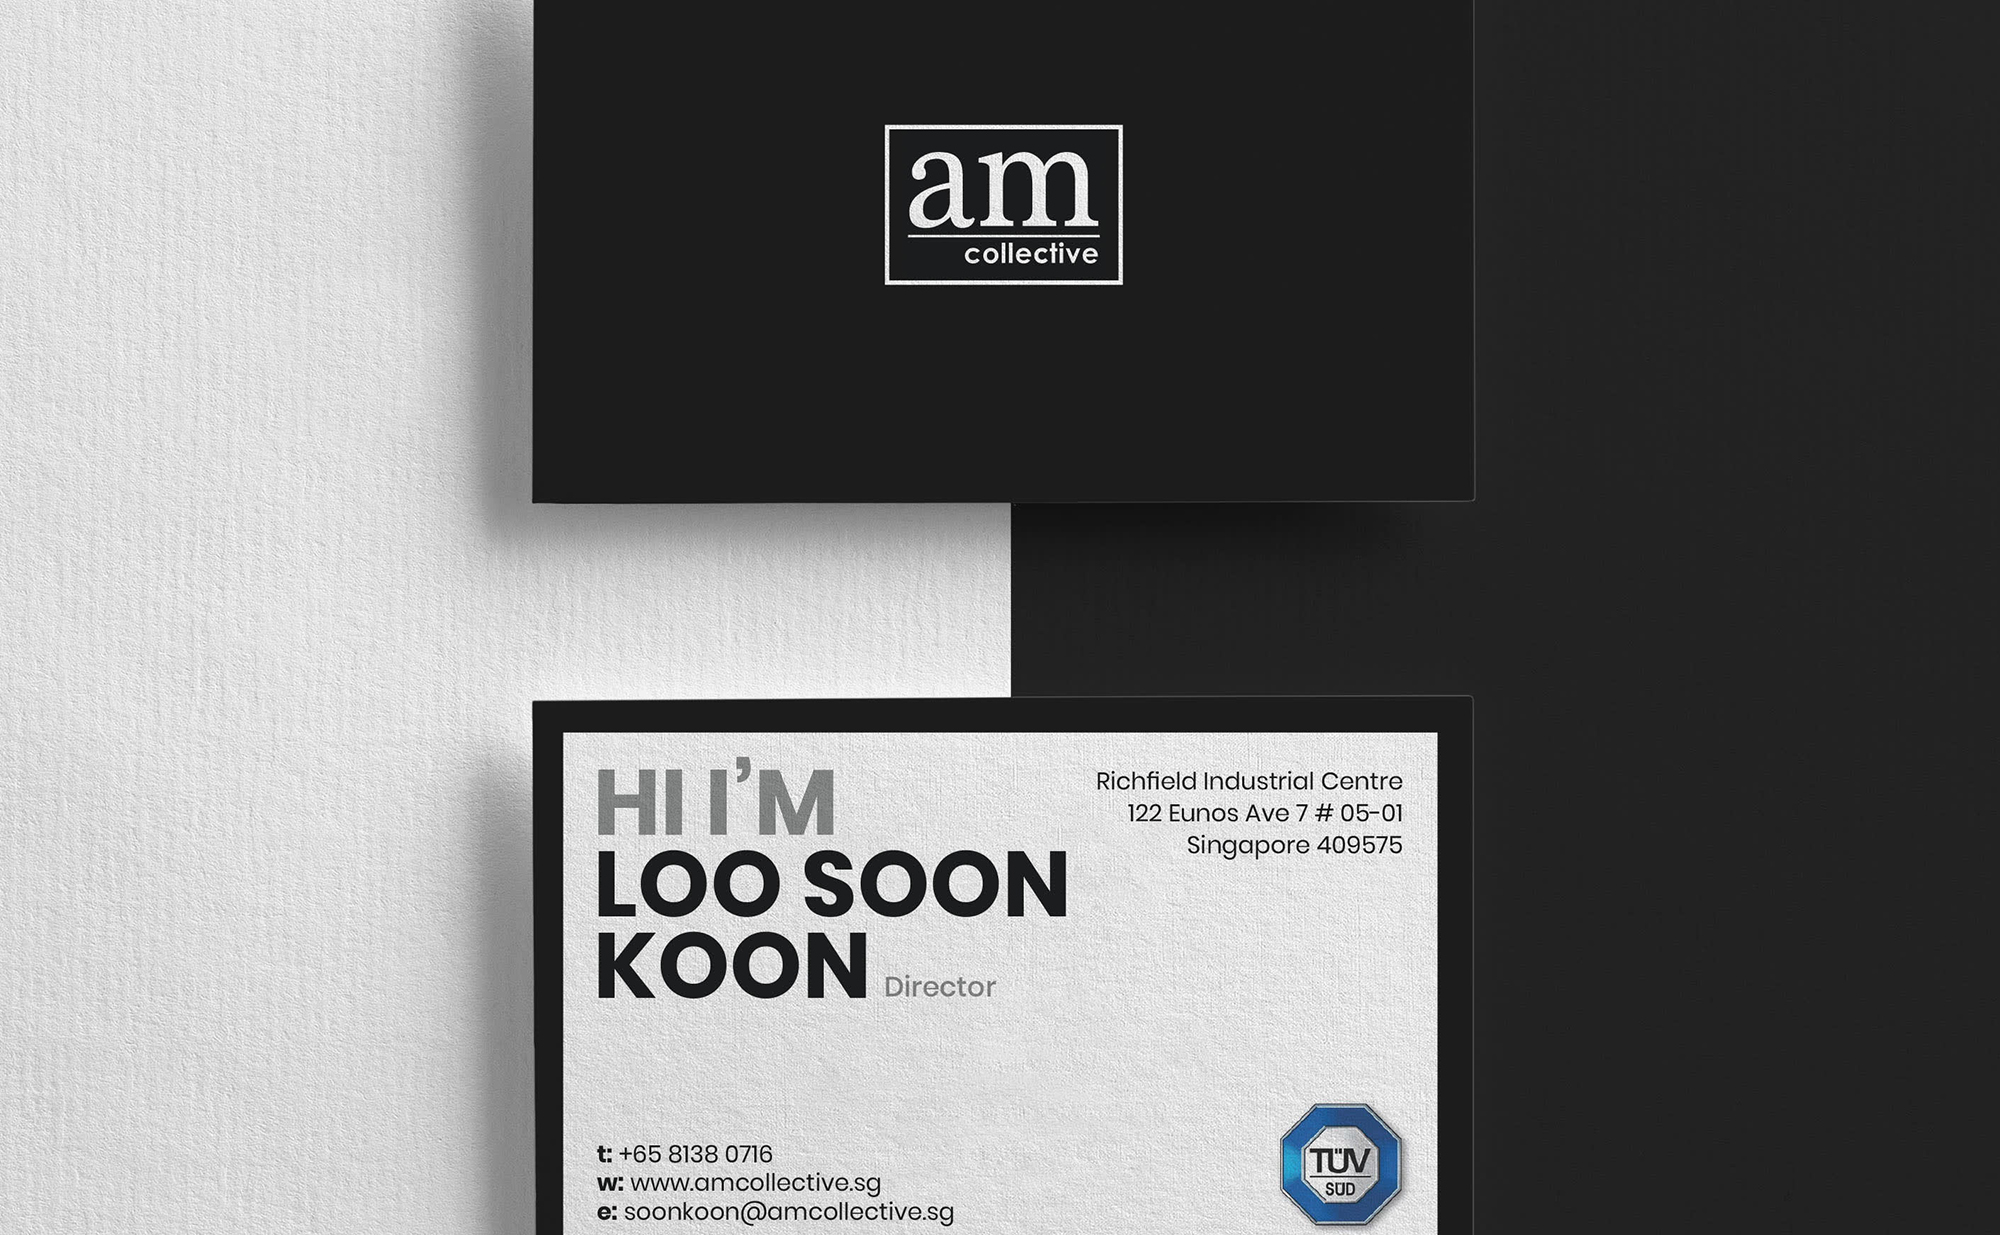 am
collective
HI I'M
LOO SOON
KOON Director
Richfield Industrial Centre
122 Eunos Ave 7 # 05-01
Singapore 409575
t: +65 8138 0716
w: www.amcollective.sg
e: soonkoon@amcollective.sg
TÜV
SÜD